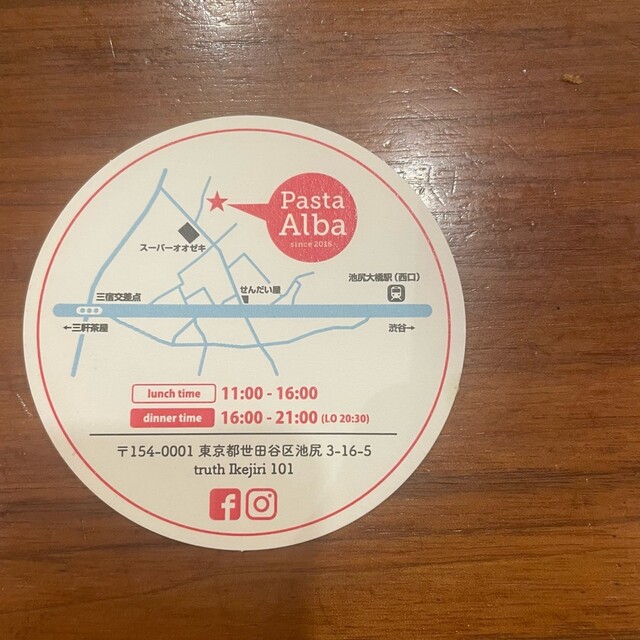 Pasta
Alba
since 2016
スーパーオオゼキ
池尻大橋駅（西口）
せんだい屋
三宿交差点
←三軒茶屋
渋谷→
lunch time 11:00 - 16:00
dinner time 16:00 - 21:00 (LO 20:30)
〒154-0001 東京都世田谷区池尻 3-16-5
truth Ikejiri 101